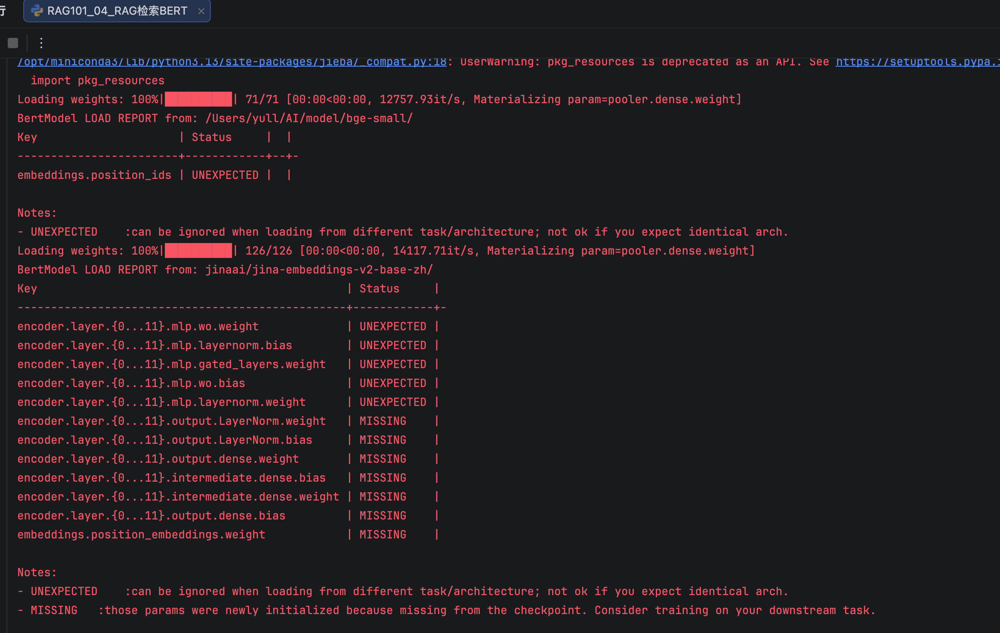 行
RAG101_04_RAG检索BERT
/opt/miniconda3/lib/python3.13/site-packages/jieba/_compat.py:18: UserWarning: pkg_resources is deprecated as an API. See https://setuptools.pypa.i
  import pkg_resources
Loading weights: 100%|██████████| 71/71 [00:00<00:00, 12757.93it/s, Materializing param=pooler.dense.weight]
BertModel LOAD REPORT from: /Users/yull/AI/model/bge-small/
Key                     | Status     |  |
------------------------+------------+--+-
embeddings.position_ids | UNEXPECTED |  |
Notes:
- UNEXPECTED    :can be ignored when loading from different task/architecture; not ok if you expect identical arch.
Loading weights: 100%|██████████| 126/126 [00:00<00:00, 14117.71it/s, Materializing param=pooler.dense.weight]
BertModel LOAD REPORT from: jinaai/jina-embeddings-v2-base-zh/
Key                                              | Status     |
-------------------------------------------------+------------+-
encoder.layer.{0...11}.mlp.wo.weight             | UNEXPECTED |
encoder.layer.{0...11}.mlp.layernorm.bias        | UNEXPECTED |
encoder.layer.{0...11}.mlp.gated_layers.weight   | UNEXPECTED |
encoder.layer.{0...11}.mlp.wo.bias               | UNEXPECTED |
encoder.layer.{0...11}.mlp.layernorm.weight      | UNEXPECTED |
encoder.layer.{0...11}.output.LayerNorm.weight   | MISSING    |
encoder.layer.{0...11}.output.LayerNorm.bias     | MISSING    |
encoder.layer.{0...11}.output.dense.weight       | MISSING    |
encoder.layer.{0...11}.intermediate.dense.bias   | MISSING    |
encoder.layer.{0...11}.intermediate.dense.weight | MISSING    |
encoder.layer.{0...11}.output.dense.bias         | MISSING    |
embeddings.position_embeddings.weight            | MISSING    |
Notes:
- UNEXPECTED    :can be ignored when loading from different task/architecture; not ok if you expect identical arch.
- MISSING   :those params were newly initialized because missing from the checkpoint. Consider training on your downstream task.